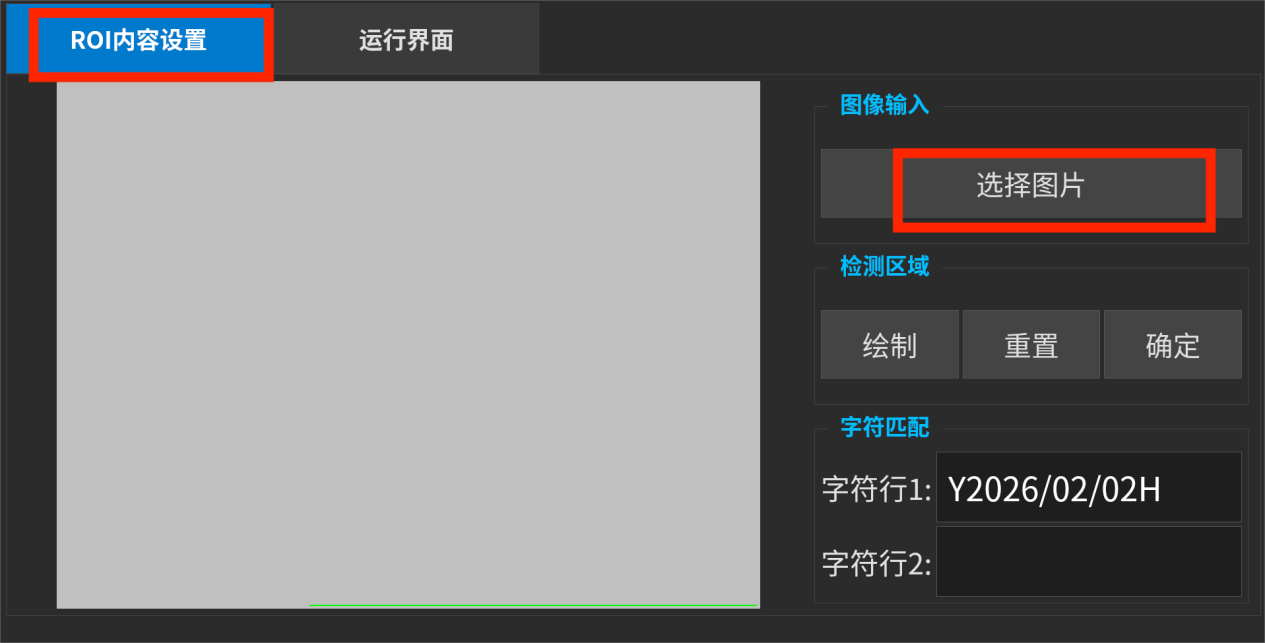 ROI内容设置
运行界面
图像输入
选择图片
检测区域
绘制
重置
确定
字符匹配
字符行1:
Y2026/02/02H
字符行2: